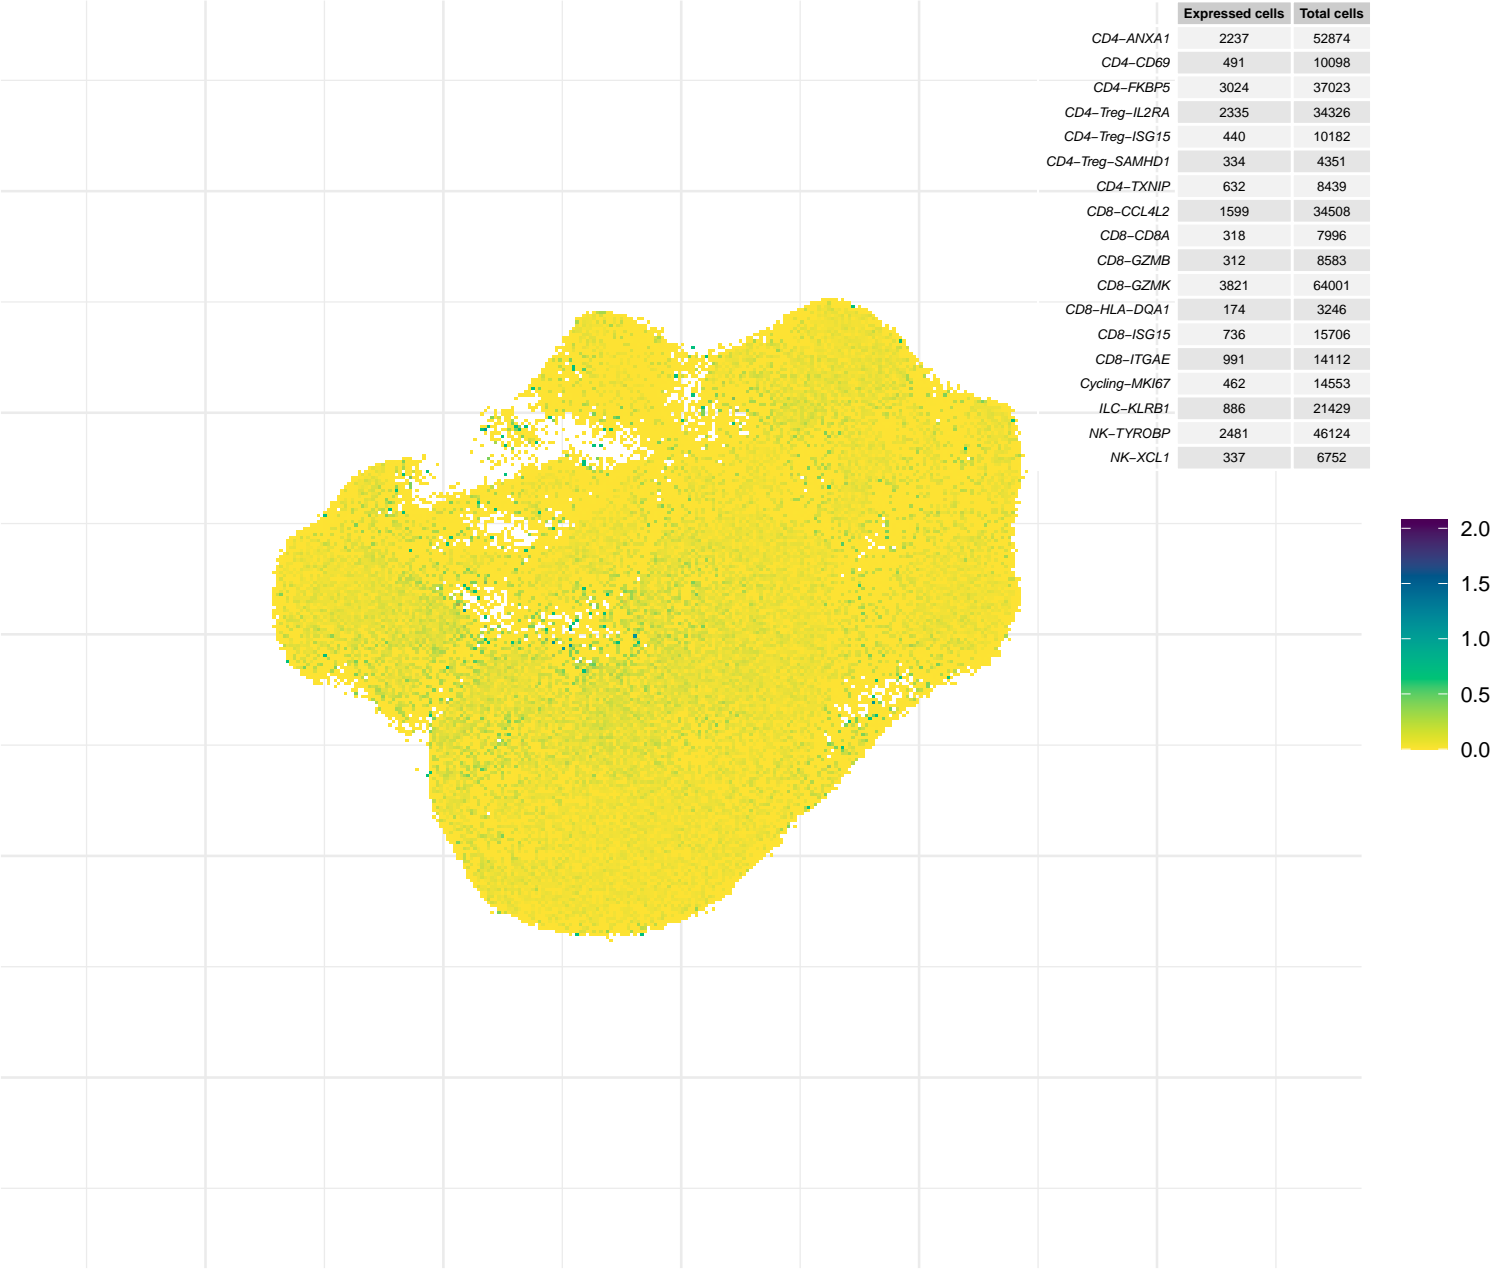 Expressed cells Total cells
CD4−ANXA1 2237 52874
CD4−CD69 491 10098
CD4−FKBP5 3024 37023
CD4−Treg−IL2RA 2335 34326
CD4−Treg−ISG15 440 10182
CD4−Treg−SAMHD1 334 4351
CD4−TXNIP 632 8439
CD8−CCL4L2 1599 34508
CD8−CD8A 318 7996
CD8−GZMB 312 8583
CD8−GZMK 3821 64001
CD8−HLA−DQA1 174 3246
CD8−ISG15 736 15706
CD8−ITGAE 991 14112
Cycling−MKI67 462 14553
ILC−KLRB1 886 21429
NK−TYROBP 2481 46124
NK−XCL1 337 6752
2.0
1.5
1.0
0.5
0.0